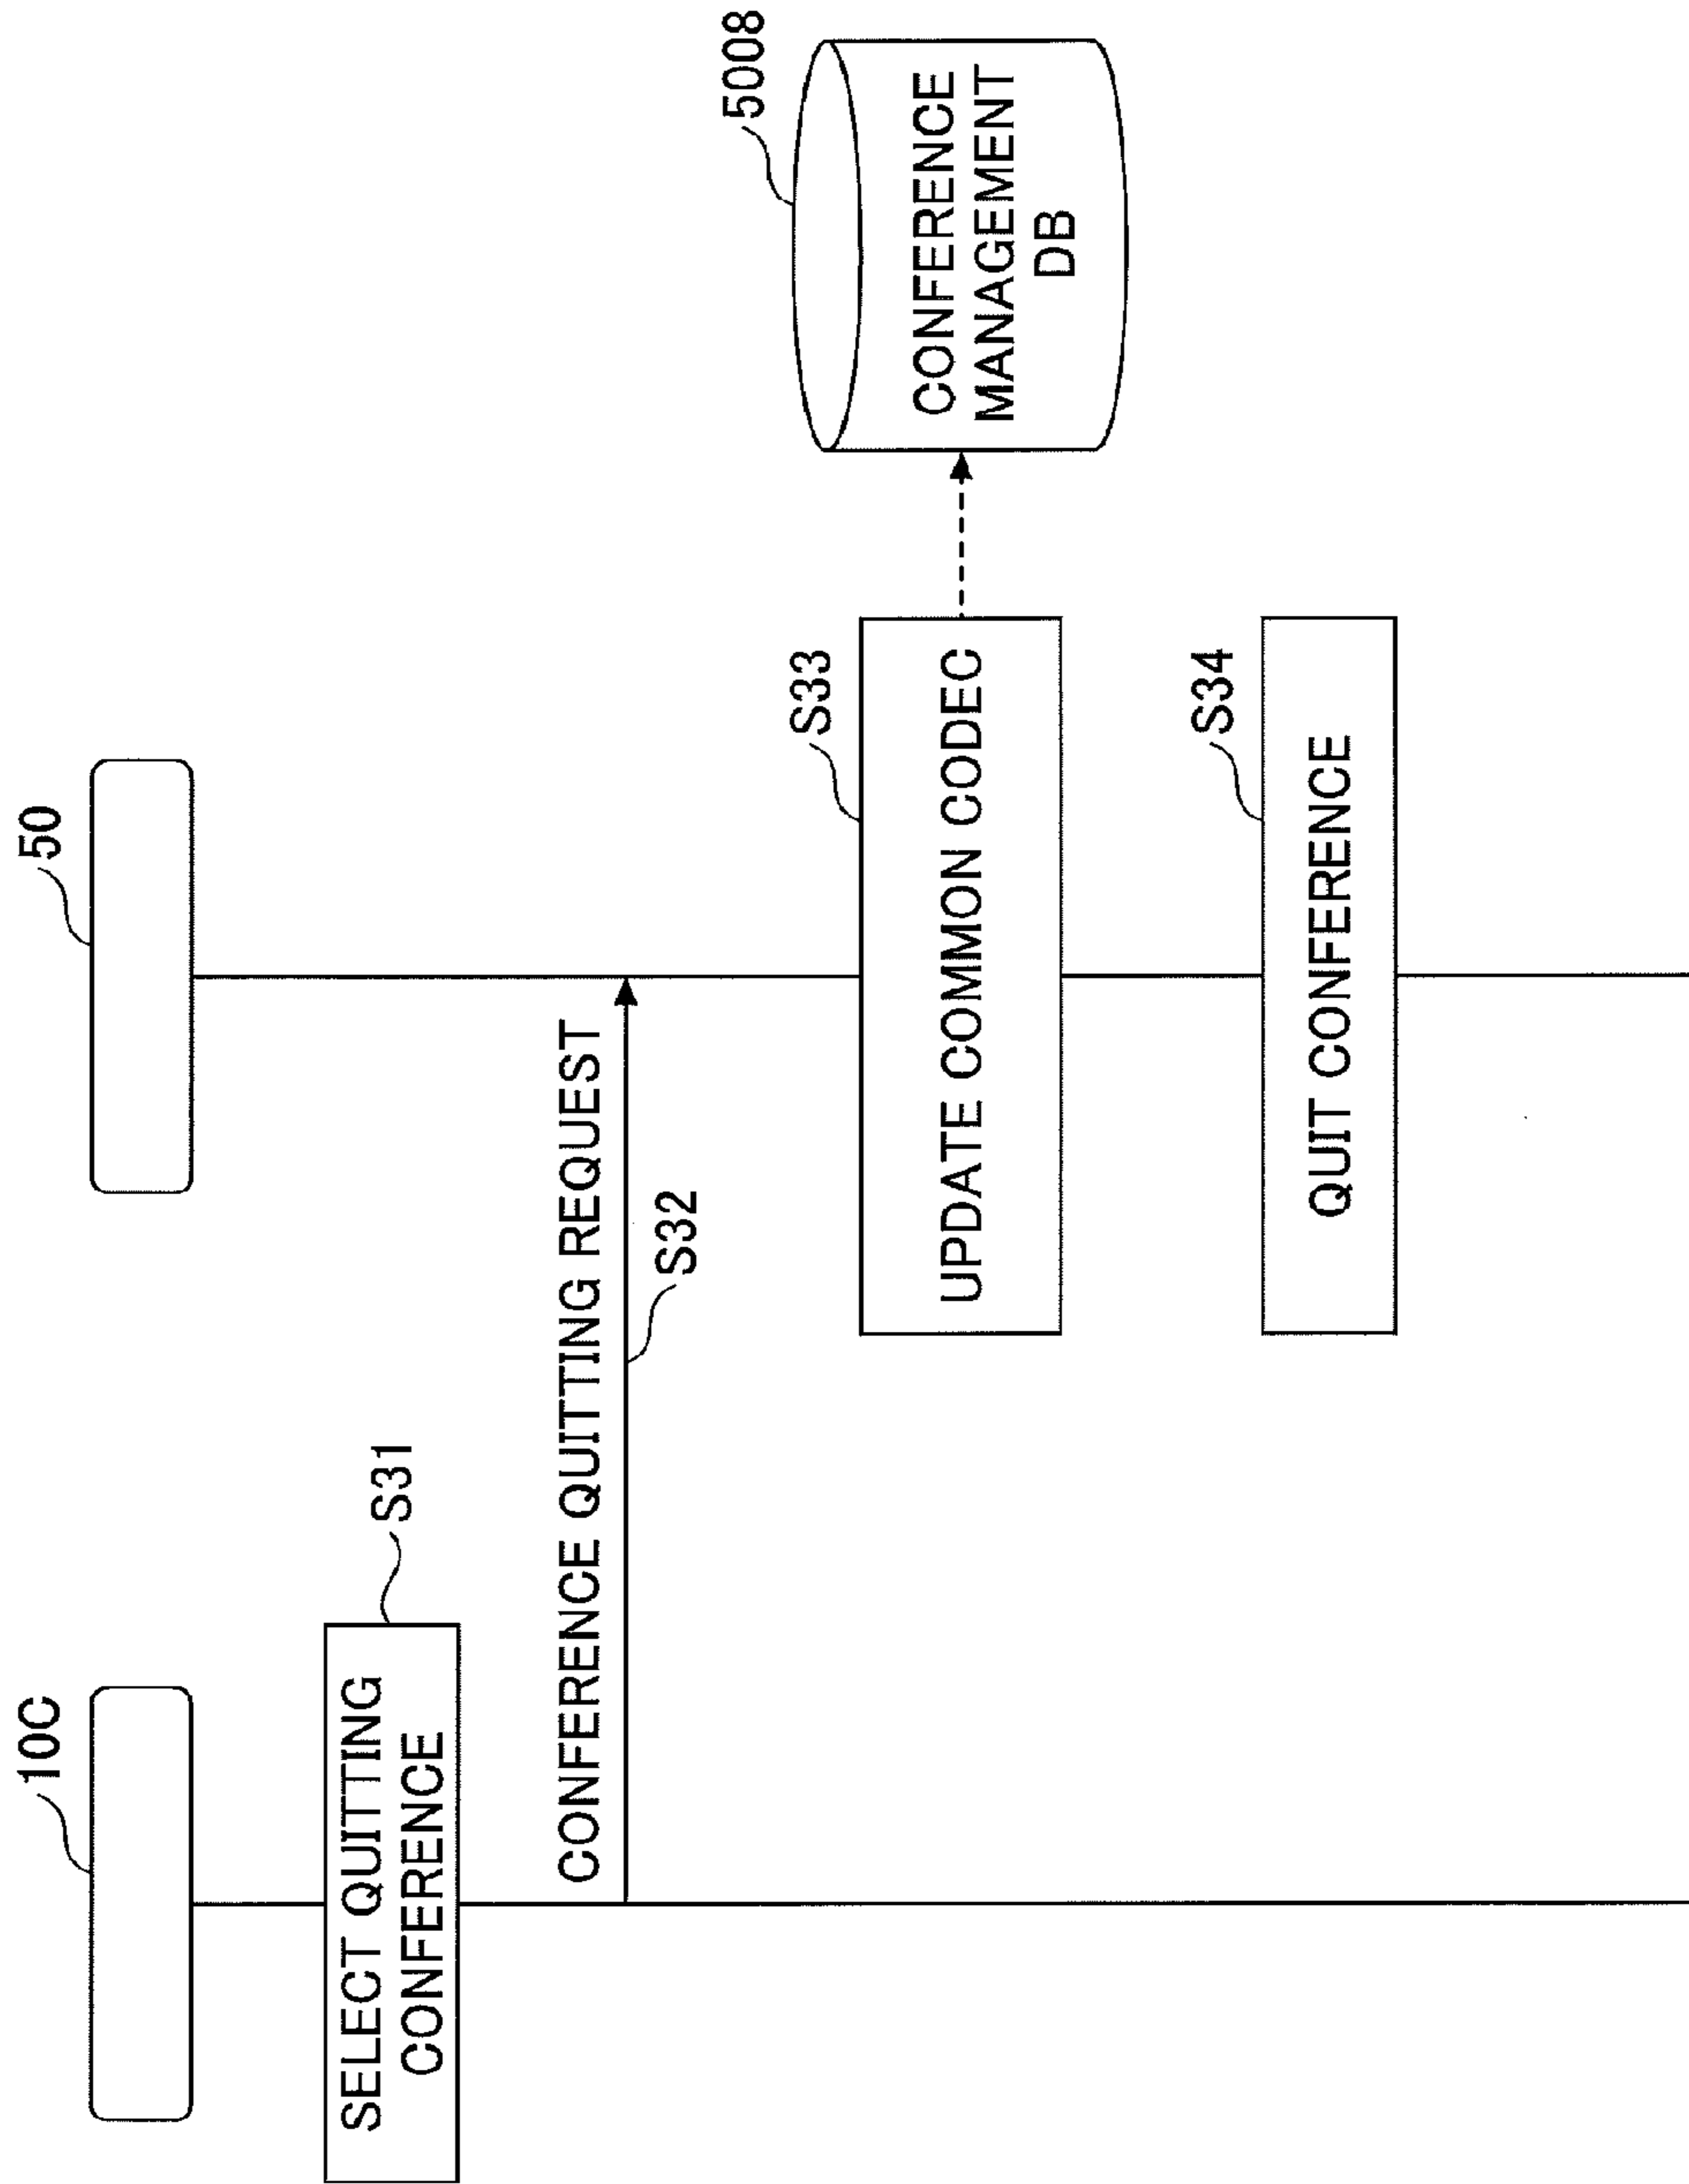 10C
50
SELECT QUITTING
CONFERENCE
S31
CONFERENCE QUITTING REQUEST
S32
5008
CONFERENCE
MANAGEMENT
DB
S33
UPDATE COMMON CODEC
S34
QUIT CONFERENCE